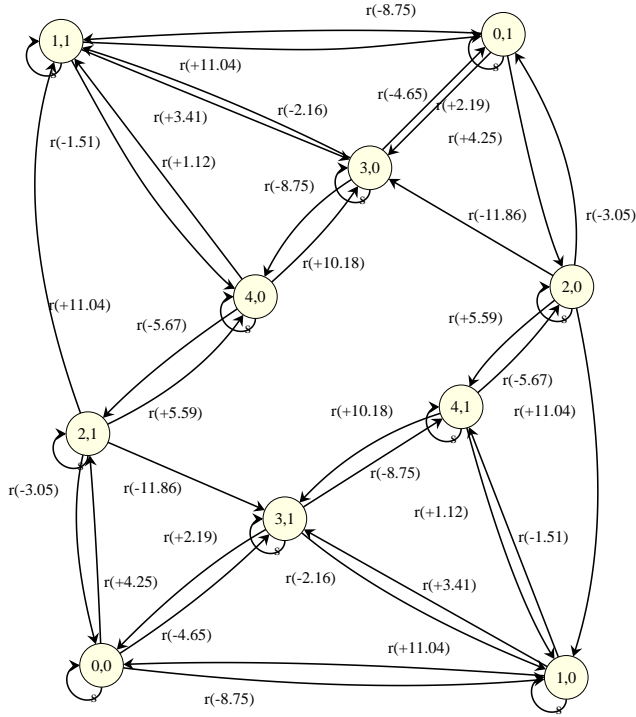 r(-8.75)
0,1
1,1
s
s
r(+11.04)
r(-4.65)
r(+2.19)
r(-2.16)
r(+3.41)
r(+4.25)
r(-1.51)
r(+1.12)
3,0
r(-8.75)
s
r(-11.86)
r(-3.05)
r(+10.18)
2,0
4,0
r(+11.04)
r(+5.59)
s
r(-5.67)
s
r(-5.67)
4,1
r(+5.59)
r(+10.18)
r(+11.04)
2,1
s
s
r(-8.75)
r(-3.05)
r(-11.86)
r(+1.12)
3,1
r(+2.19)
r(-1.51)
s
r(-2.16)
r(+4.25)
r(+3.41)
r(-4.65)
r(+11.04)
0,0
1,0
s
r(-8.75)
s